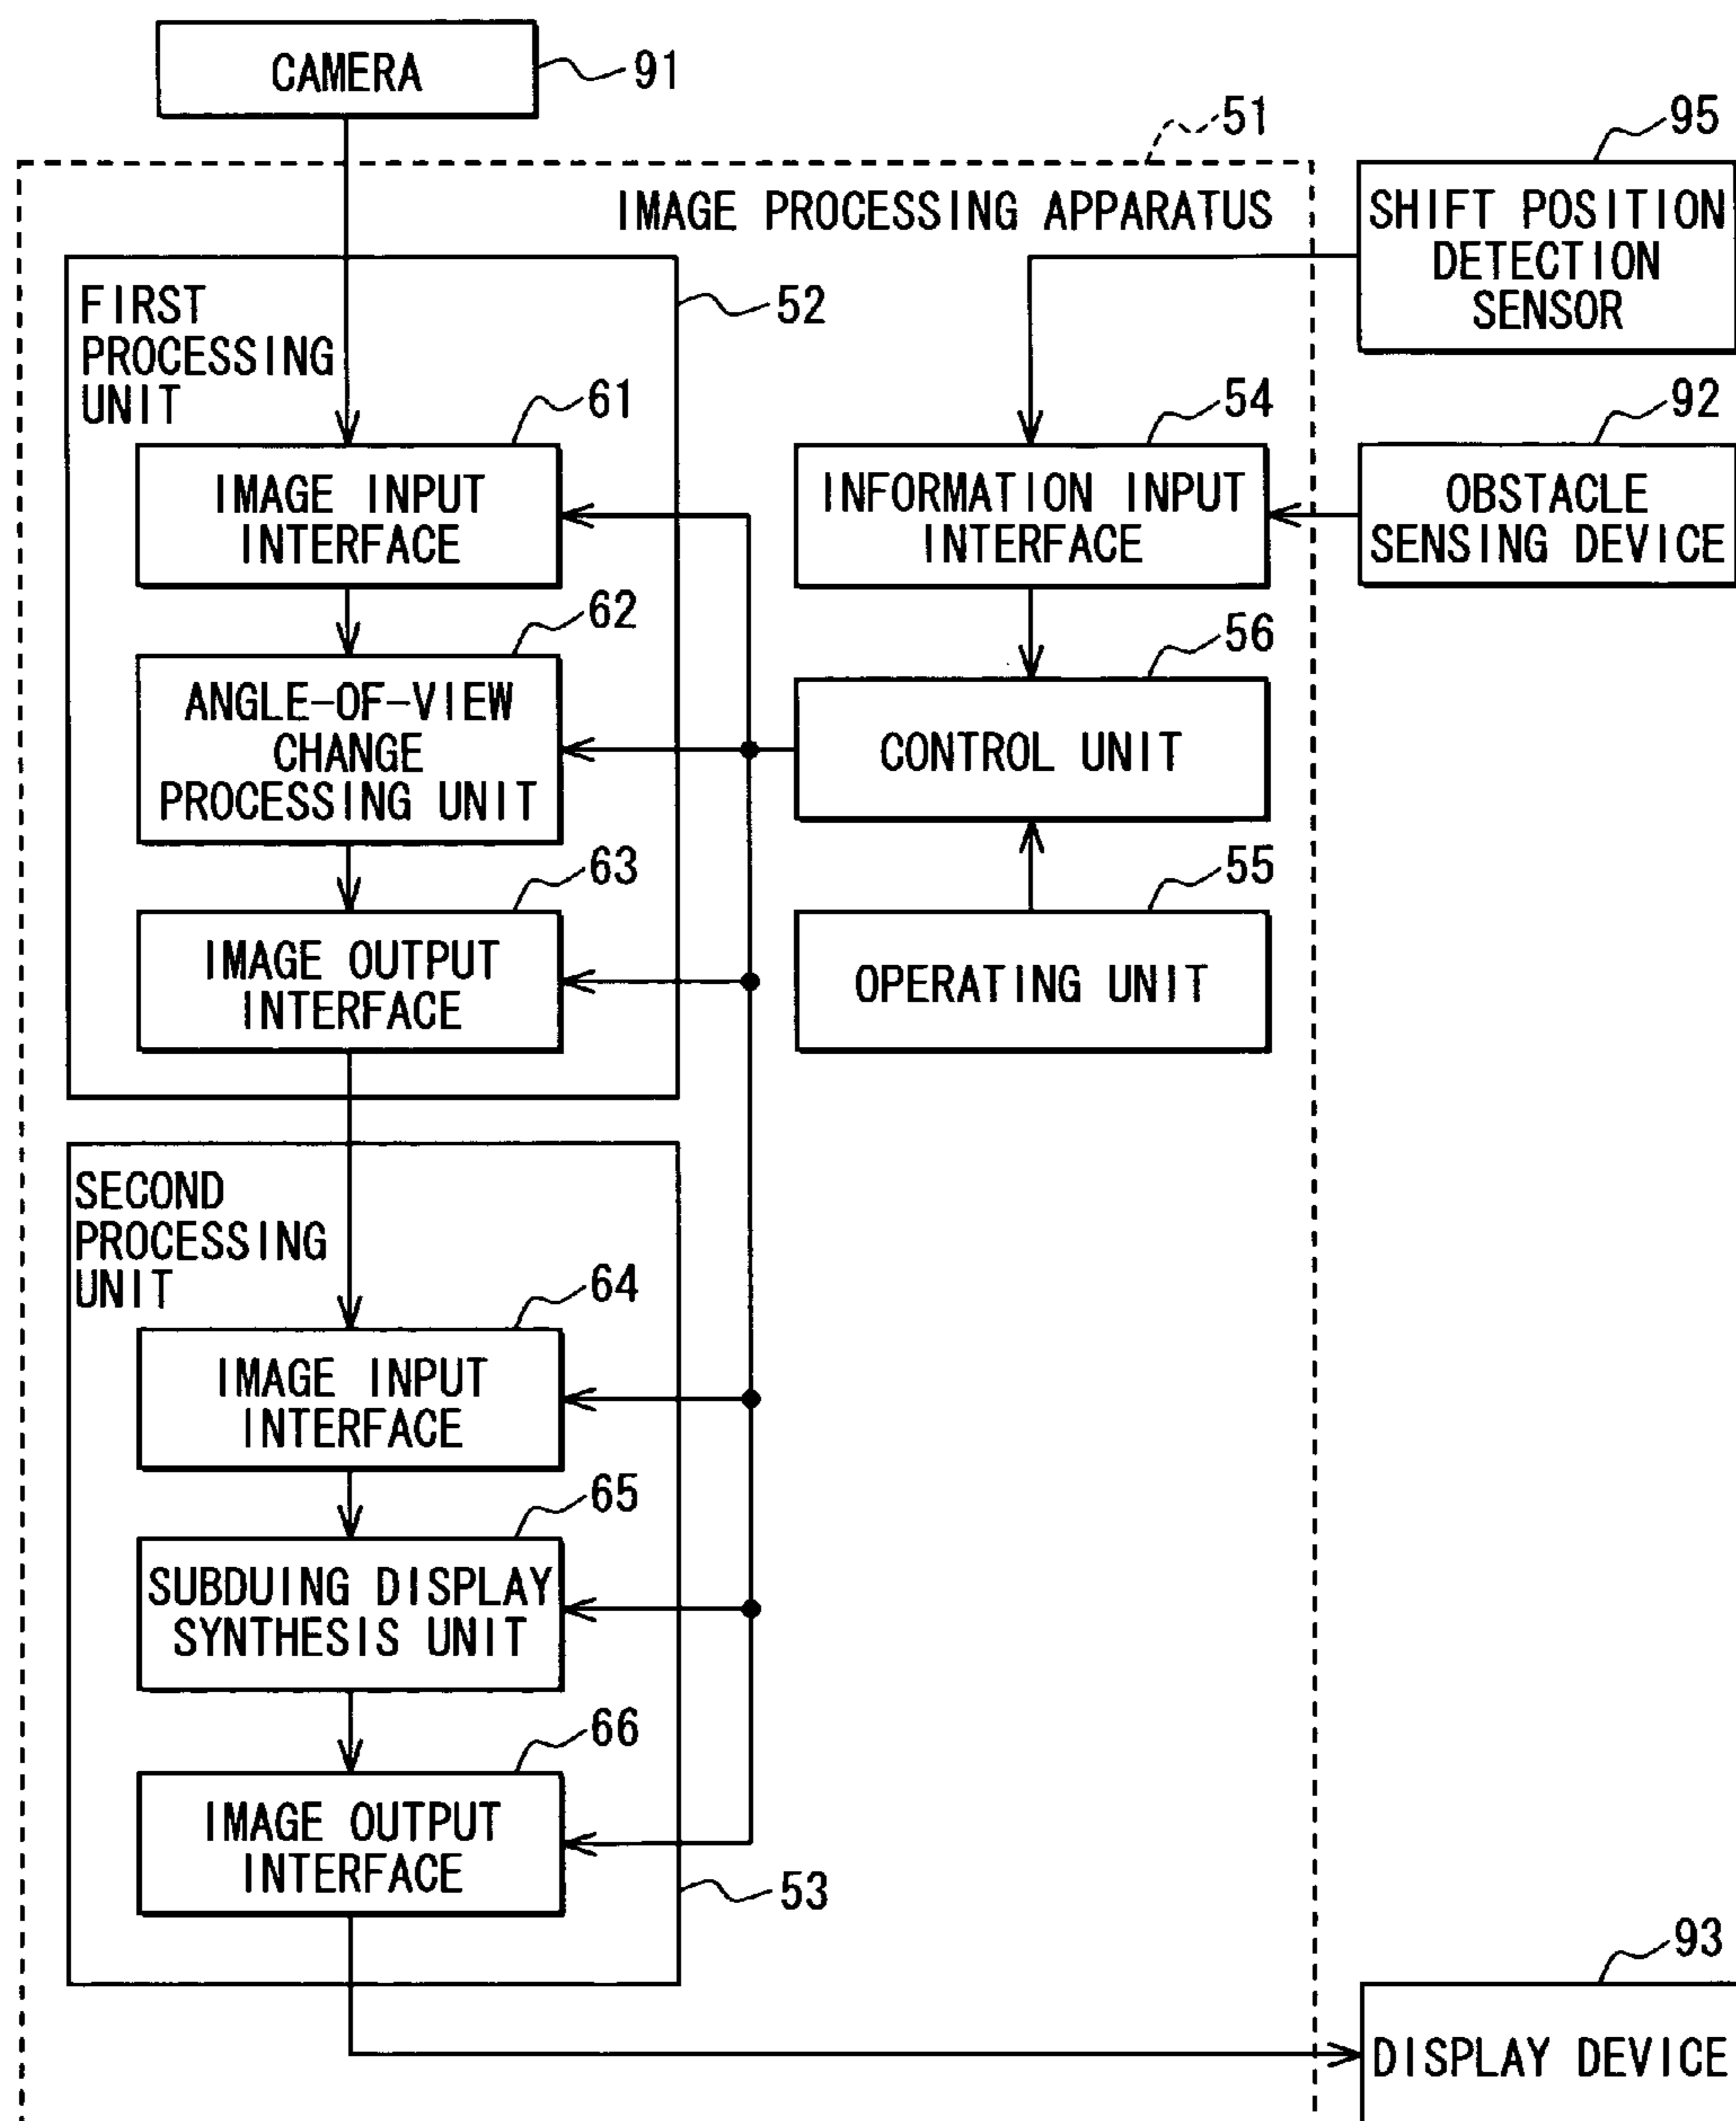 CAMERA
91
51
IMAGE PROCESSING APPARATUS
95
SHIFT POSITION
DETECTION
SENSOR
FIRST
PROCESSING
UNIT
52
61
IMAGE INPUT
INTERFACE
54
INFORMATION INPUT
INTERFACE
92
OBSTACLE
SENSING DEVICE
62
ANGLE-OF-VIEW
CHANGE
PROCESSING UNIT
56
CONTROL UNIT
63
IMAGE OUTPUT
INTERFACE
55
OPERATING UNIT
SECOND
PROCESSING
UNIT
64
IMAGE INPUT
INTERFACE
65
SUBDUING DISPLAY
SYNTHESIS UNIT
66
IMAGE OUTPUT
INTERFACE
53
93
DISPLAY DEVICE